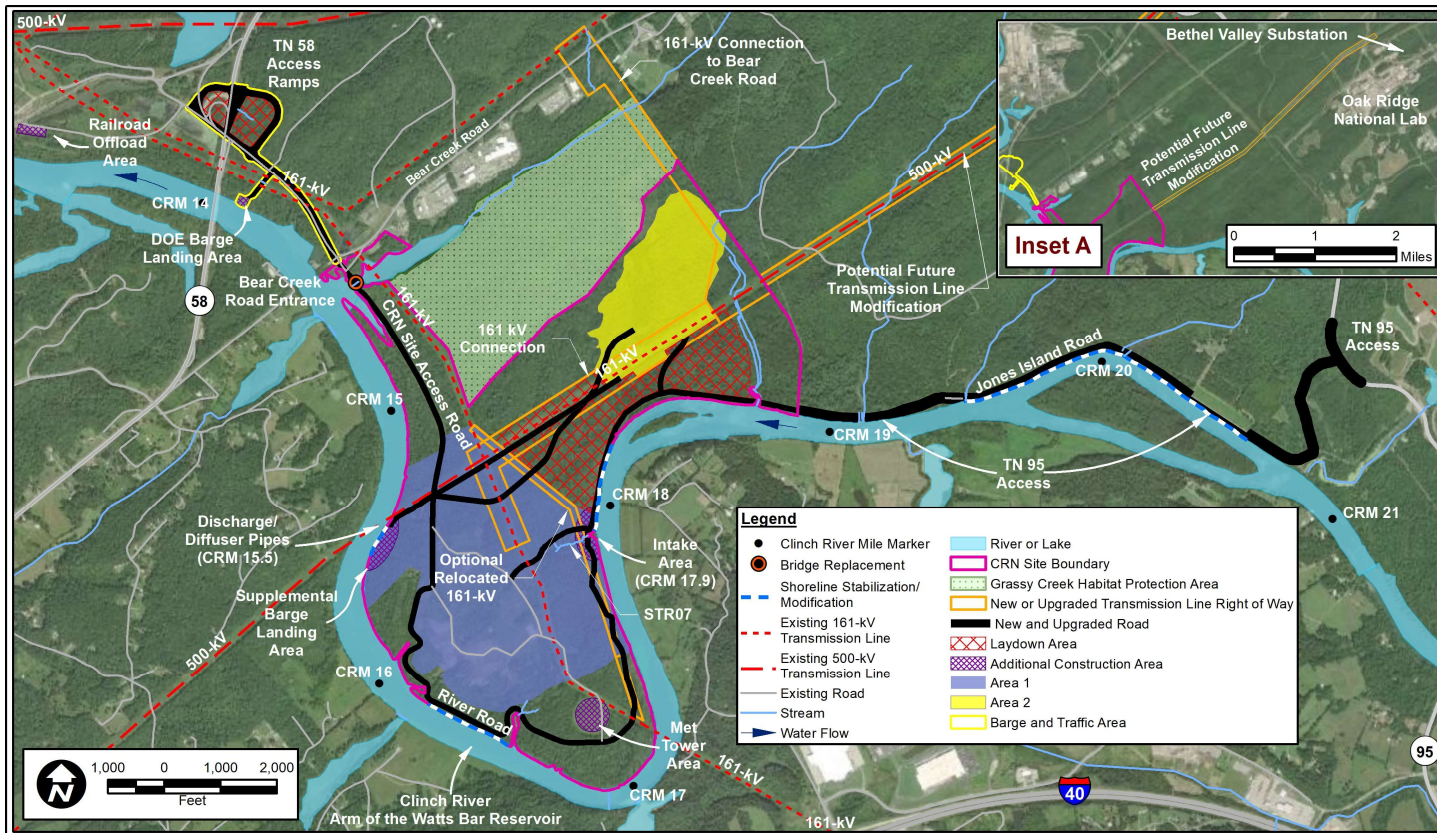 500-kV
TN 58
Access
Ramps
161-kV Connection
to Bear
Creek Road
Bethel Valley Substation
Oak Ridge
National Lab
Potential Future
Transmission Line
Modification
Inset A
0 1 2
Miles
Railroad
Offload
Area
Bear Creek Road
161-kV
500-kV
CRM 14
DOE Barge
Landing Area
Bear Creek
Road Entrance
58
161-kV
CRN Site Access Road
161 kV
Connection
161-kV
Potential Future
Transmission Line
Modification
Jones Island Road
TN 95
Access
CRM 20
CRM 15
CRM 19
TN 95
Access
CRM 18
CRM 21
Discharge/
Diffuser Pipes
(CRM 15.5)
Optional
Relocated
161-kV
Intake
Area
(CRM 17.9)
STR07
Supplemental
Barge
Landing
Area
500-kV
CRM 16
River Road
Met
Tower
Area
161-kV
CRM 17
161-kV
Clinch River
Arm of the Watts Bar Reservoir
N
1,000 0 1,000 2,000
Feet
Legend
Clinch River Mile Marker
Bridge Replacement
Shoreline Stabilization/
Modification
Existing 161-kV
Transmission Line
Existing 500-kV
Transmission Line
Existing Road
Stream
Water Flow
River or Lake
CRN Site Boundary
Grassy Creek Habitat Protection Area
New or Upgraded Transmission Line Right of Way
New and Upgraded Road
Laydown Area
Additional Construction Area
Area 1
Area 2
Barge and Traffic Area
95
40